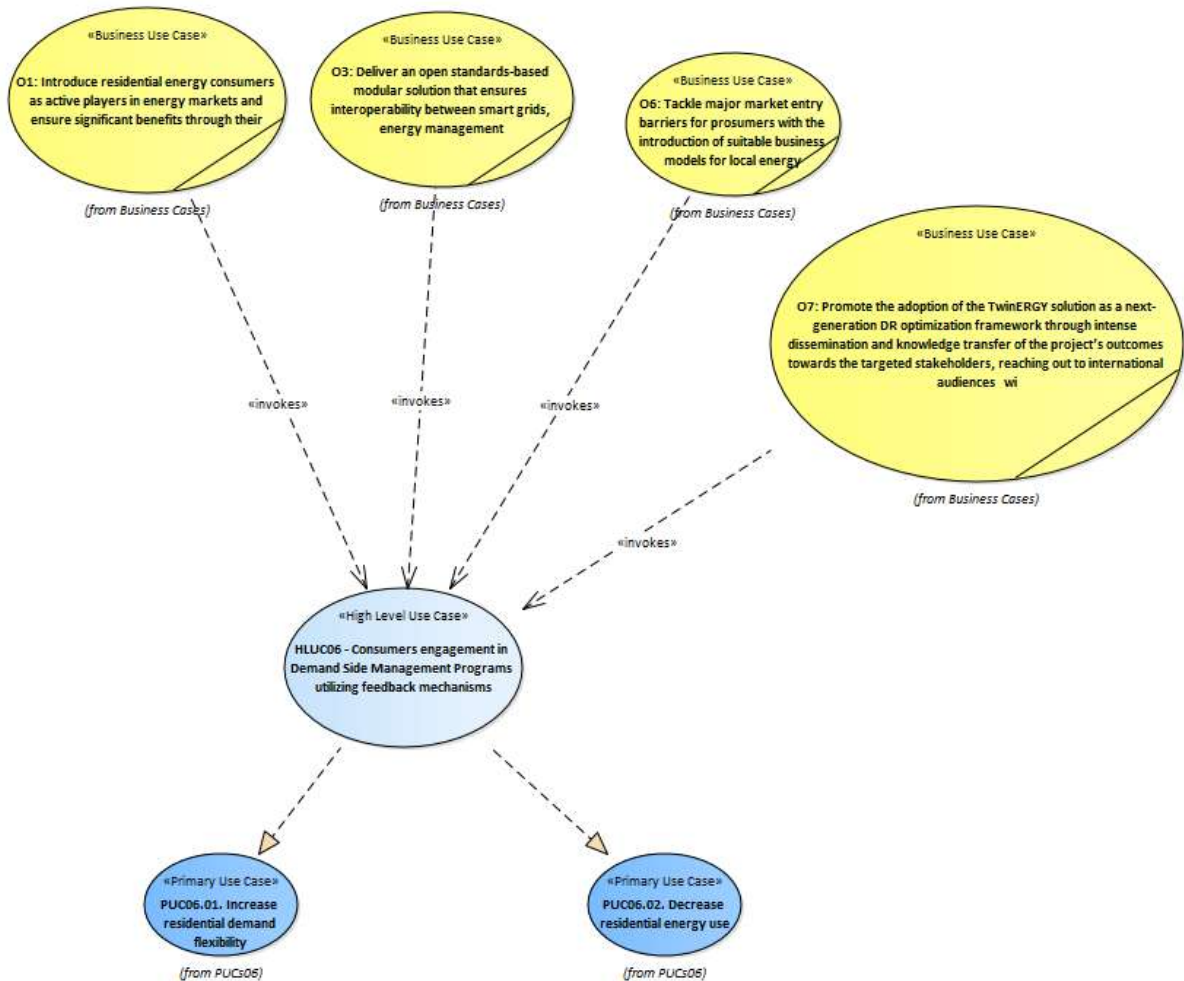 «Business Use Case»
O1: Introduce residential energy consumers
as active players in energy markets and
ensure significant benefits through their
(from Business Cases)
«Business Use Case»
O3: Deliver an open standards-based
modular solution that ensures
interoperability between smart grids,
energy management
(from Business Cases)
«Business Use Case»
O6: Tackle major market entry
barriers for prosumers with the
introduction of suitable business
models for local energy
(from Business Cases)
«Business Use Case»
O7: Promote the adoption of the TwinERGY solution as a next-
generation DR optimization framework through intense
dissemination and knowledge transfer of the project's outcomes
towards the targeted stakeholders, reaching out to international
audiences wi
(from Business Cases)
«invokes»
«invokes»
«invokes»
«invokes»
«High Level Use Case»
HLUC06 - Consumers engagement in
Demand Side Management Programs
utilizing feedback mechanisms
«Primary Use Case»
PUC06.01. Increase
residential demand
flexibility
(from PUCs06)
«Primary Use Case»
PUC06.02. Decrease
residential energy use
(from PUCs06)